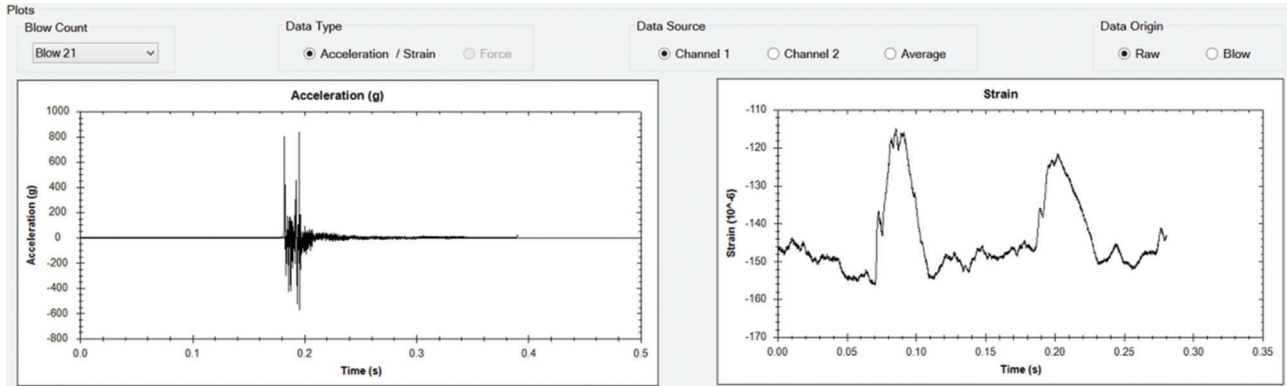 Plots
Blow Count
Blow 21
Data Type
Acceleration / Strain
Force
Data Source
Channel 1
Channel 2
Average
Data Origin
Raw
Blow
Acceleration (g)
1000
800
600
400
200
0
-200
-400
-600
-800
Acceleration (g)
0.0 0.1 0.2 0.3 0.4 0.5
Time (s)
Strain
-110
-120
-130
-140
-150
-160
-170
Strain (10^-6)
0.00 0.05 0.10 0.15 0.20 0.25 0.30 0.35
Time (s)